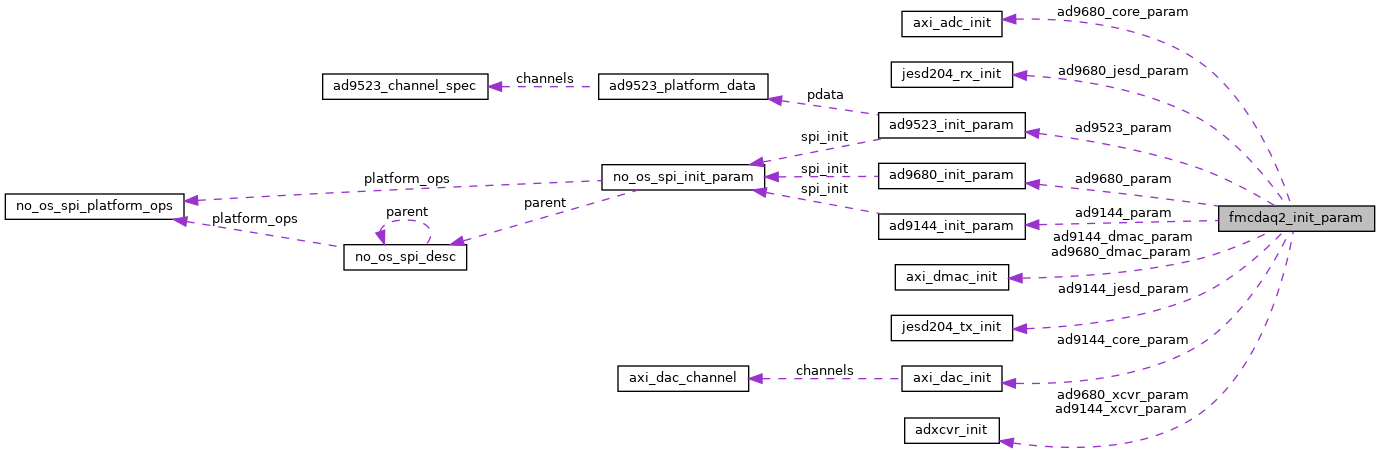 axi_adc_init
ad9680_core_param
jesd204_rx_init
ad9680_jesd_param
ad9523_channel_spec
channels
ad9523_platform_data
pdata
ad9523_init_param
ad9523_param
spi_init
no_os_spi_init_param
spi_init
ad9680_init_param
ad9680_param
spi_init
no_os_spi_platform_ops
platform_ops
platform_ops
parent
parent
no_os_spi_desc
ad9144_init_param
ad9144_param
fmcdaq2_init_param
ad9144_dmac_param
ad9680_dmac_param
axi_dmac_init
ad9144_jesd_param
jesd204_tx_init
ad9144_core_param
axi_dac_channel
channels
axi_dac_init
ad9680_xcvr_param
ad9144_xcvr_param
adxcvr_init